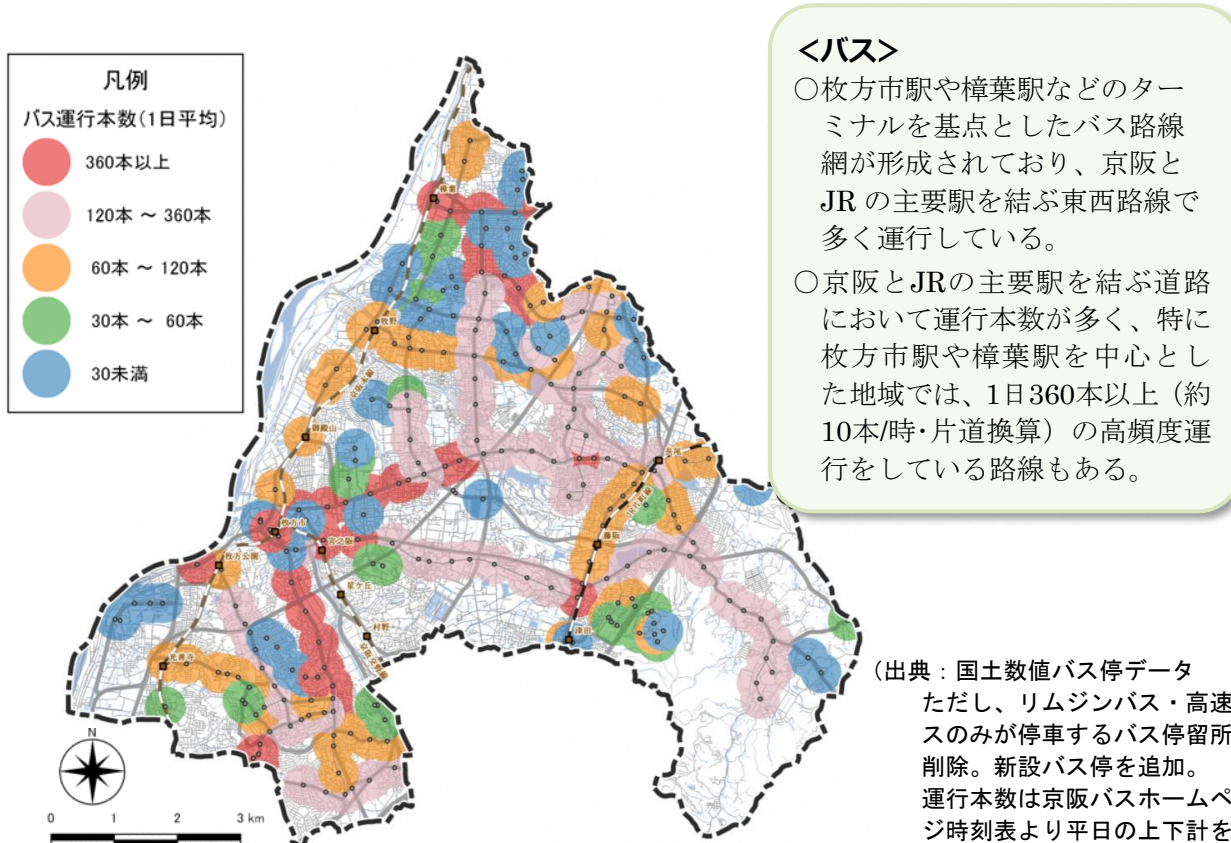 凡例
バス運行本数(1日平均)
360本以上
120本 ～ 360本
60本 ～ 120本
30本 ～ 60本
30未満
<バス>
○枚方市駅や樟葉駅などのター
ミナルを基点としたバス路線
網が形成されており、京阪と
JR の主要駅を結ぶ東西路線で
多く運行している。
○京阪とJRの主要駅を結ぶ道路
において運行本数が多く、特に
枚方市駅や樟葉駅を中心とし
た地域では、1日360本以上（約
10本/時・片道換算）の高頻度運
行をしている路線もある。
樟葉
牧野
京阪本線
御殿山
長尾
枚方市
宮之阪
藤阪
枚方公園
星ケ丘
村野
津田
光善寺
N
0 1 2 3 km
（出典：国土数値バス停データ
ただし、リムジンバス・高速
スのみが停車するバス停留所
削除。新設バス停を追加。
運行本数は京阪バスホームペ
ジ時刻表より平日の上下計を